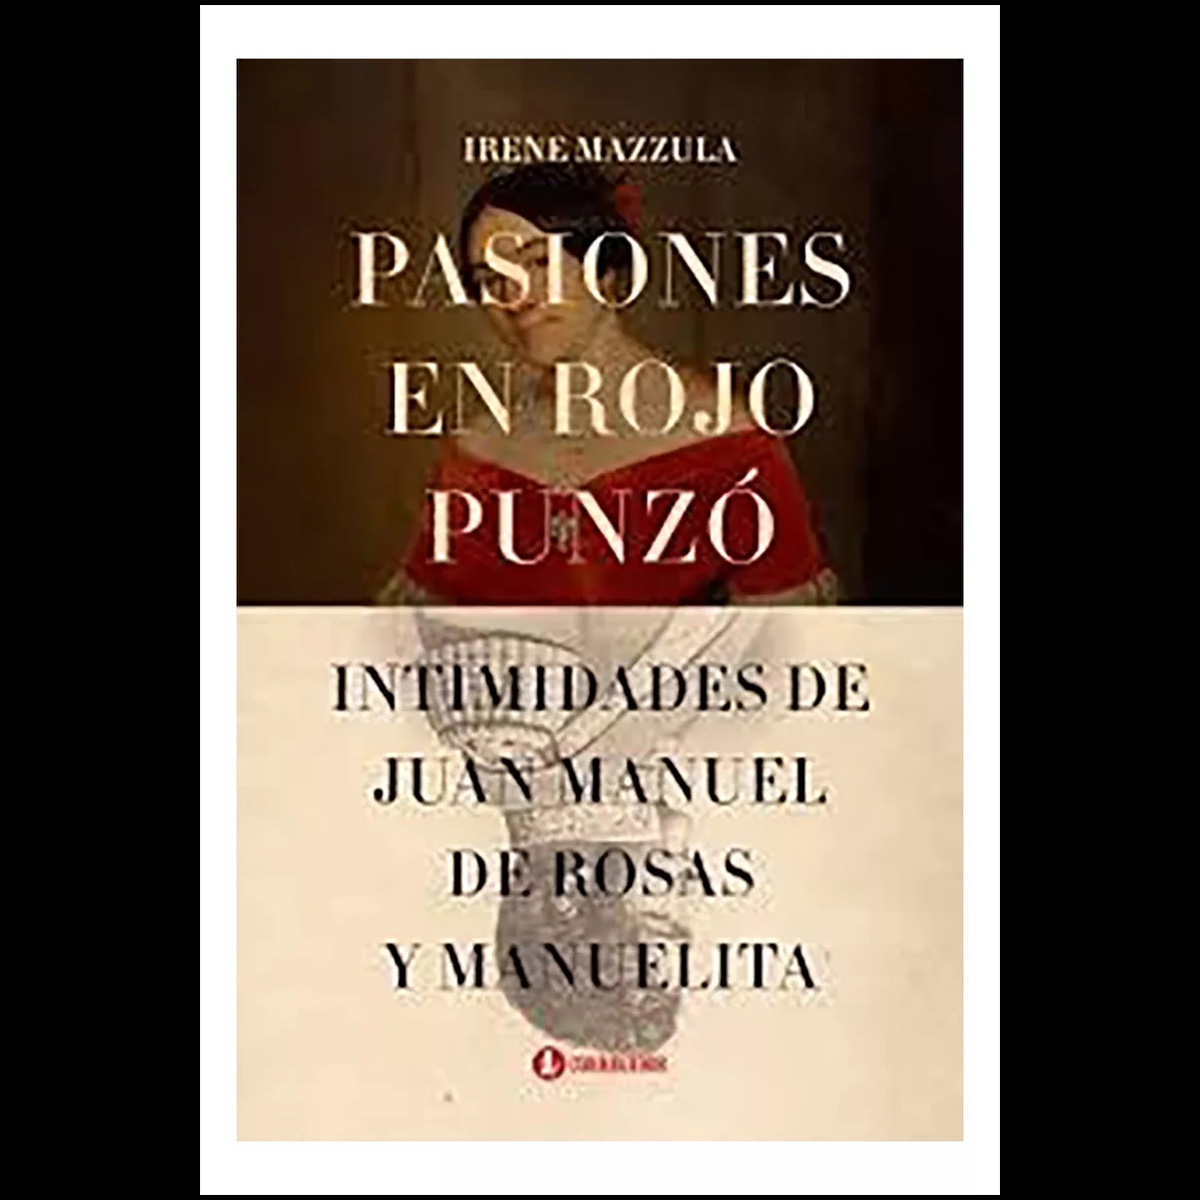 IRENE MAZZULA
PASIONES
EN ROJO
PUNZÓ
INTIMIDADES DE
JUAN MANUEL
DE ROSAS
Y MANUELITA